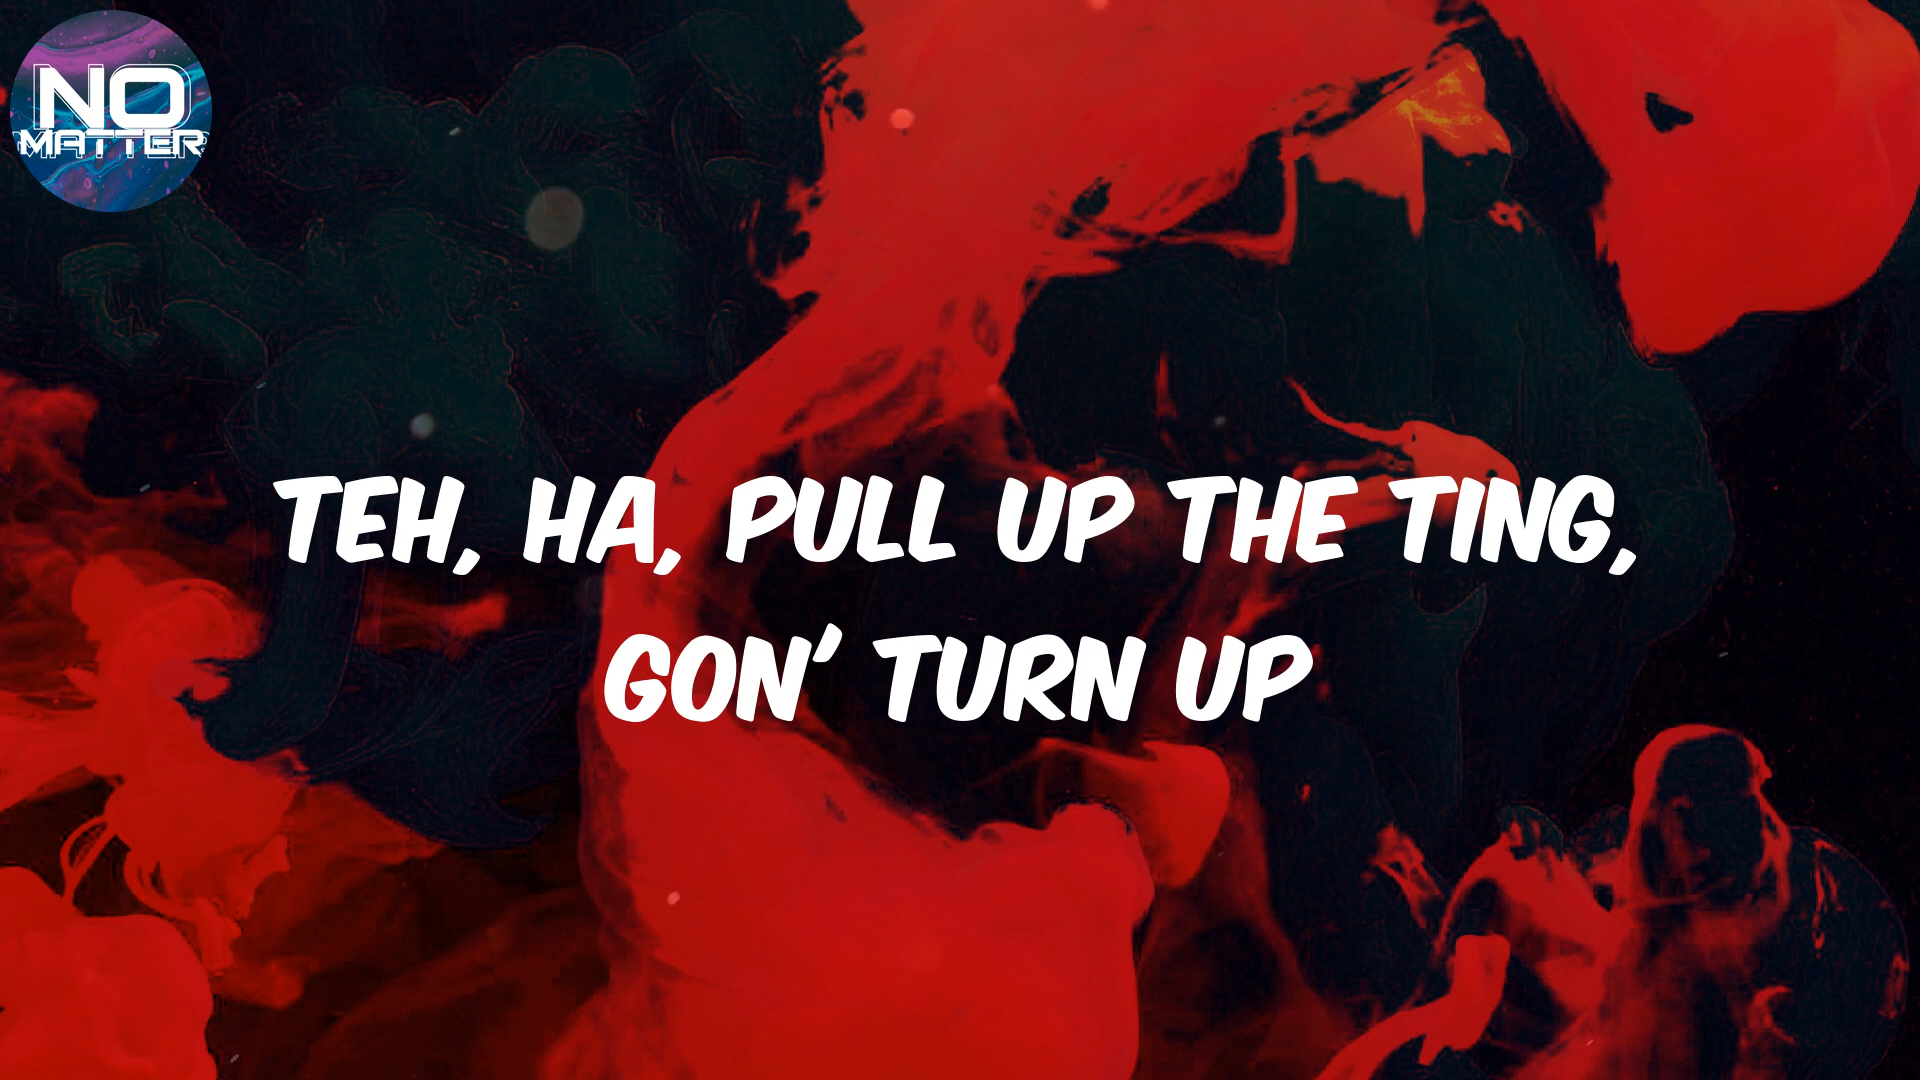 NO
MATTER
TEH, HA, PULL UP THE TING,
GON' TURN UP